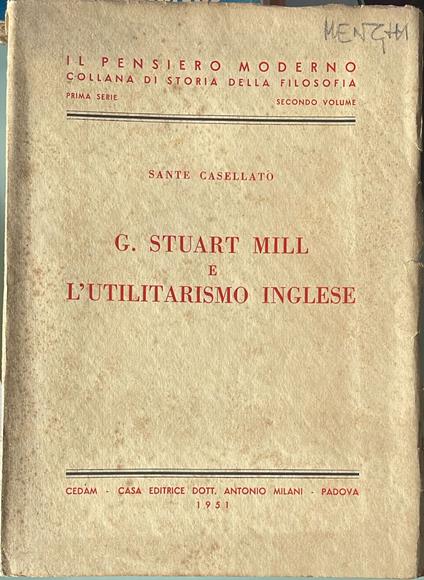 MENGHI
IL PENSIERO MODERNO
COLLANA DI STORIA DELLA FILOSOFIA
PRIMA SERIE SECONDO VOLUME
SANTE CASELLATO
G. STUART MILL
E
L'UTILITARISMO INGLESE
CEDAM - CASA EDITRICE DOTT. ANTONIO MILANI - PADOVA
1951